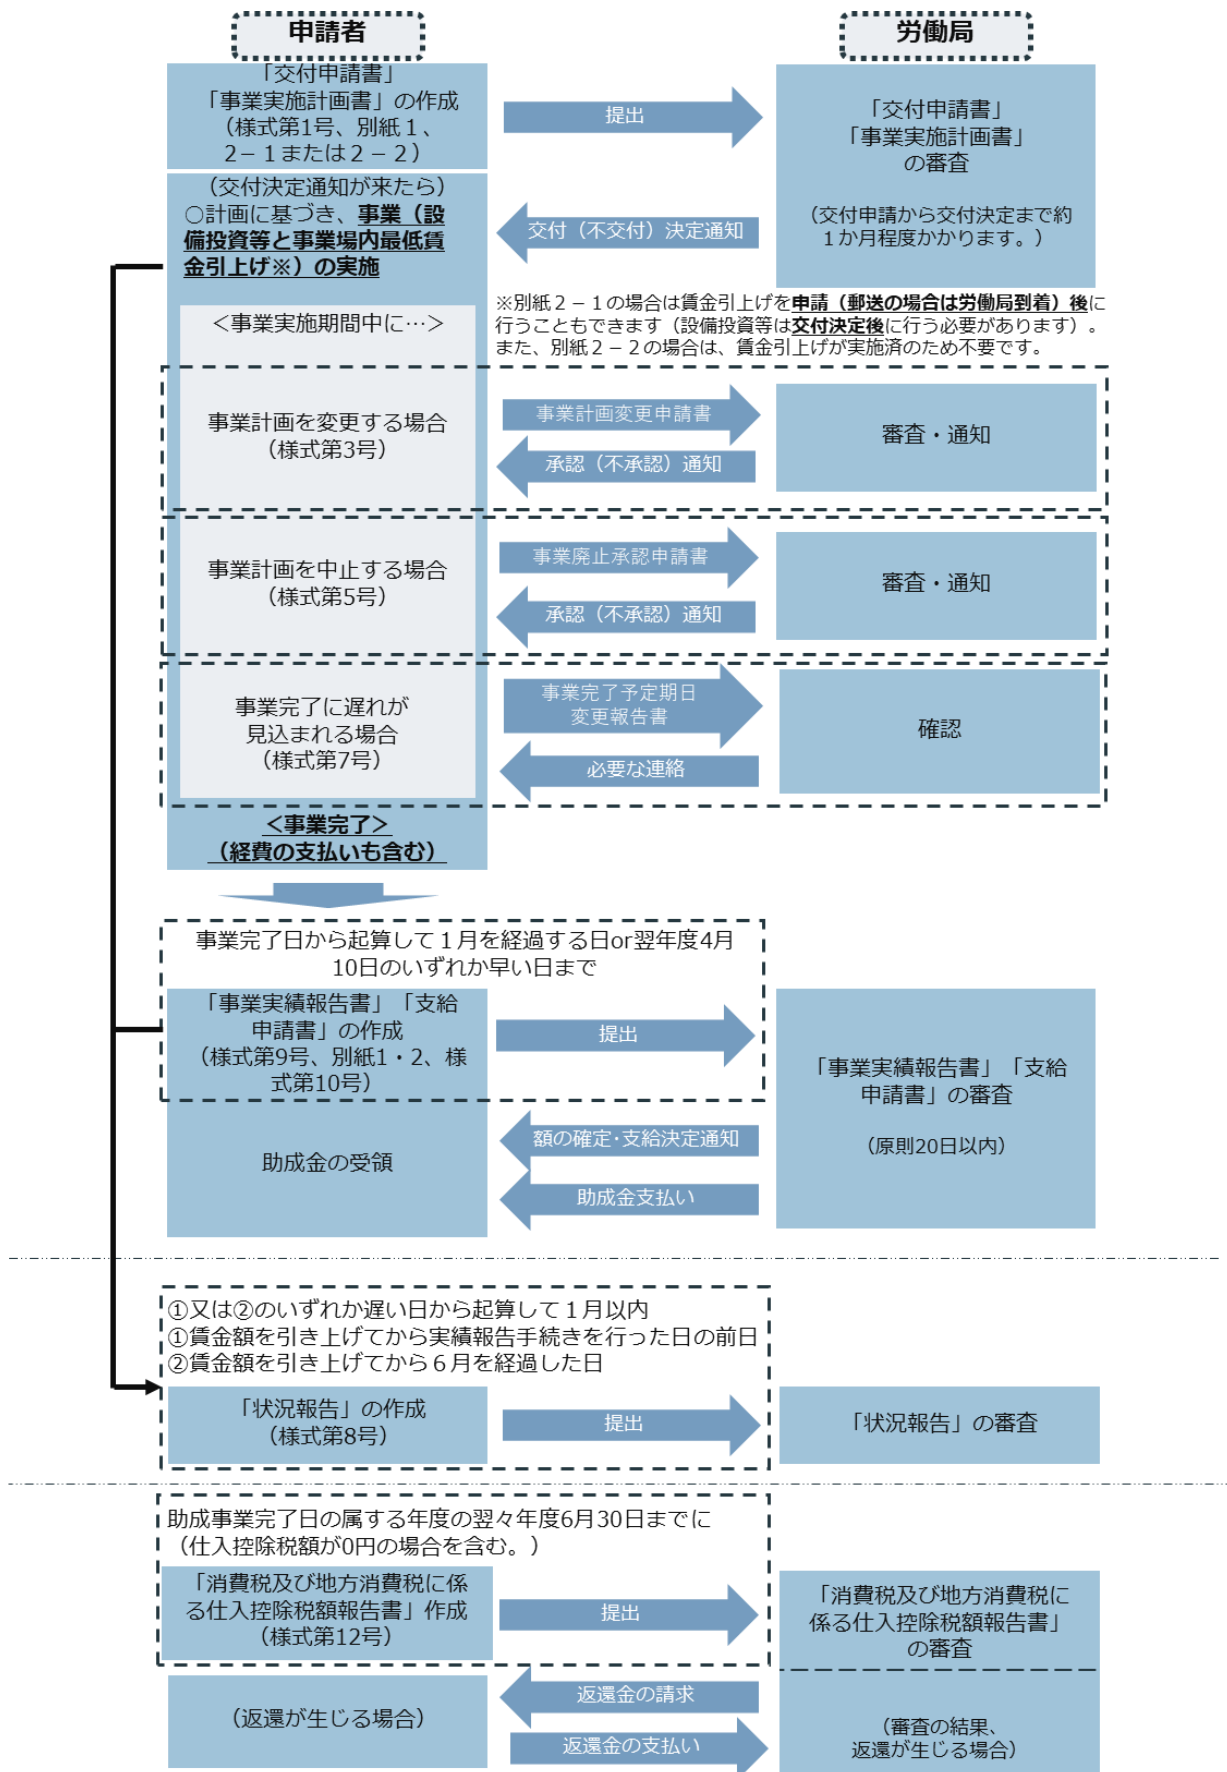 申請者
労働局
「交付申請書」
「事業実施計画書」の作成
（様式第1号、別紙１、
２－１または２－２）
提出
「交付申請書」
「事業実施計画書」
の審査
（交付申請から交付決定まで約
１か月程度かかります。）
（交付決定通知が来たら）
○計画に基づき、事業（設
備投資等と事業場内最低賃
金引上げ※）の実施
交付（不交付）決定通知
※別紙２－１の場合は賃金引上げを申請（郵送の場合は労働局到着）後に
行うこともできます（設備投資等は交付決定後に行う必要があります）。
また、別紙２－２の場合は、賃金引上げが実施済のため不要です。
＜事業実施期間中に…＞
事業計画を変更する場合
（様式第3号）
事業計画変更申請書
承認（不承認）通知
審査・通知
事業計画を中止する場合
（様式第5号）
事業廃止承認申請書
承認（不承認）通知
審査・通知
事業完了に遅れが
見込まれる場合
（様式第7号）
事業完了予定期日
変更報告書
必要な連絡
確認
＜事業完了＞
（経費の支払いも含む）
事業完了日から起算して１月を経過する日or翌年度4月
10日のいずれか早い日まで
「事業実績報告書」「支給
申請書」の作成
（様式第9号、別紙1・2、様
式第10号）
提出
「事業実績報告書」「支給
申請書」の審査
（原則20日以内）
額の確定・支給決定通知
助成金の受領
助成金支払い
①又は②のいずれか遅い日から起算して１月以内
①賃金額を引き上げてから実績報告手続きを行った日の前日
②賃金額を引き上げてから６月を経過した日
「状況報告」の作成
（様式第8号）
提出
「状況報告」の審査
助成事業完了日の属する年度の翌々年度6月30日までに
（仕入控除税額が0円の場合を含む。）
「消費税及び地方消費税に係
る仕入控除税額報告書」作成
（様式第12号）
提出
「消費税及び地方消費税に
係る仕入控除税額報告書」
の審査
（返還が生じる場合）
返還金の請求
返還金の支払い
（審査の結果、
返還が生じる場合）